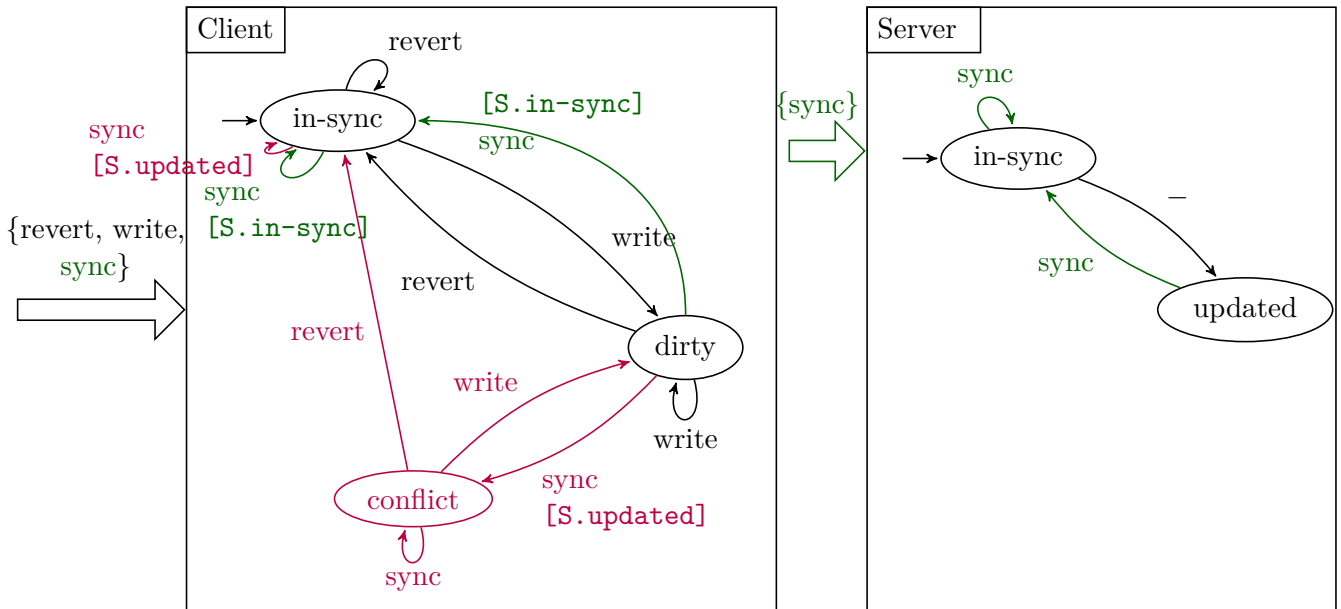 Client
revert
in-sync
[S.in-sync]
sync
sync
[S.updated]
sync
[S.in-sync]
{revert, write,
sync}
write
revert
revert
dirty
write
write
conflict
sync
[S.updated]
sync
{sync}
Server
sync
in-sync
–
sync
updated